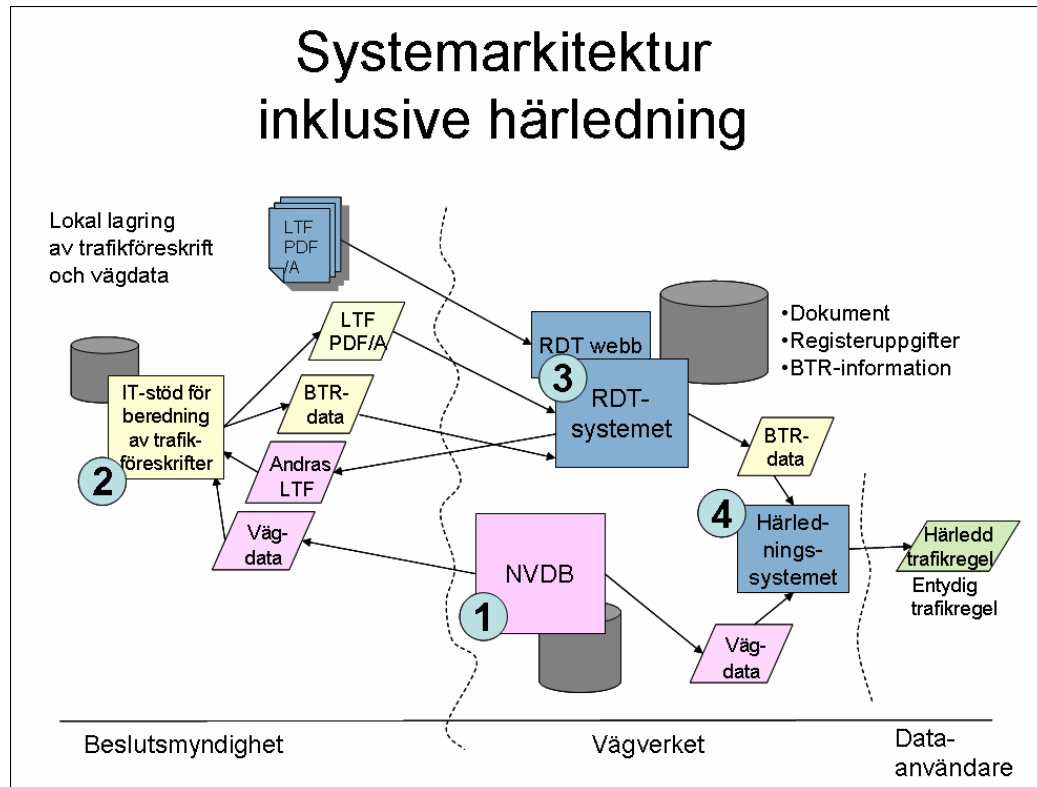 Systemarkitektur
inklusive härledning
Lokal lagring
av trafikföreskrift
och vägdata
LTF
PDF
/A
LTF
PDF/A
RDT webb
•Dokument
•Registeruppgifter
•BTR-information
3
RDT-
systemet
IT-stöd för
beredning
av trafik-
föreskrifter
2
BTR-
data
Andras
LTF
Väg-
data
BTR-
data
4
Härled-
nings-
systemet
Härledd
trafikregel
Entydig
trafikregel
NVDB
1
Väg-
data
Beslutsmyndighet
Vägverket
Data-
användare